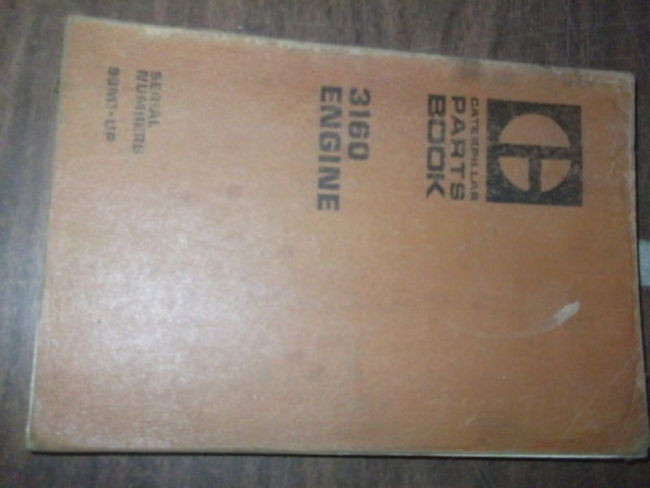 CATERPILLAR
PARTS
BOOK
3160
ENGINE
SERIAL
NUMBERS